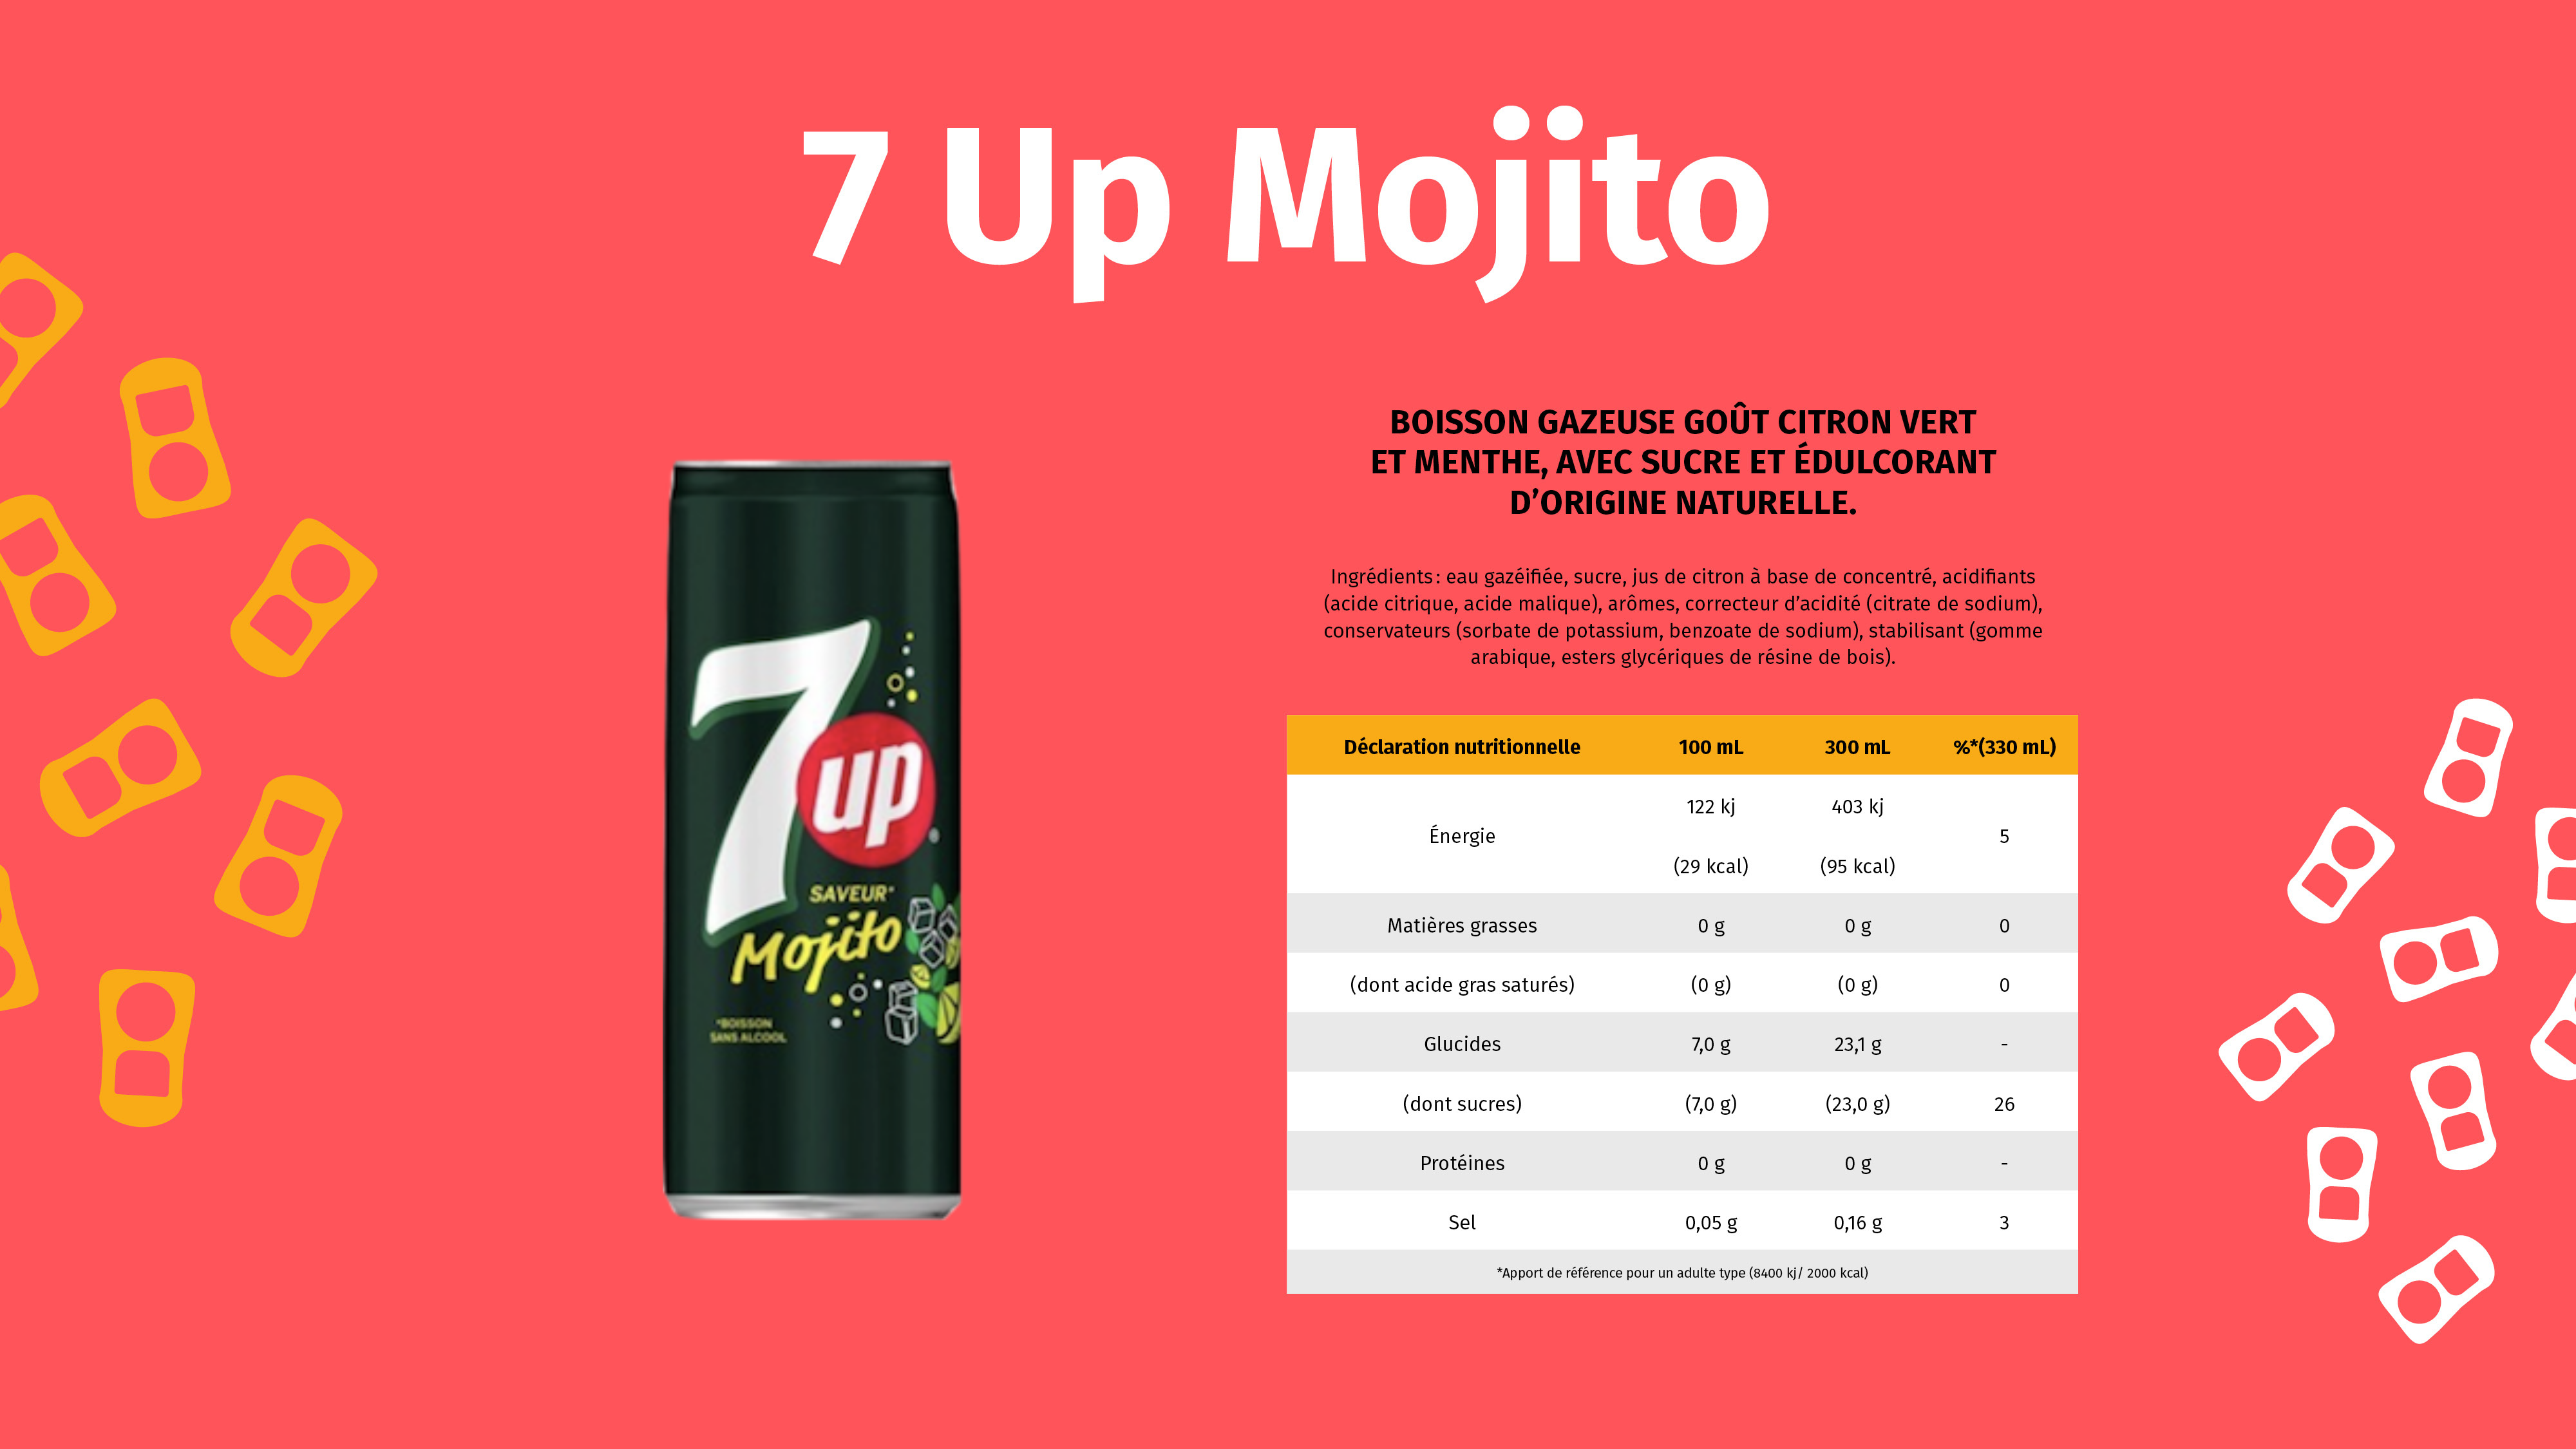 7 Up Mojito
BOISSON GAZEUSE GOÛT CITRON VERT
ET MENTHE, AVEC SUCRE ET ÉDULCORANT
D’ORIGINE NATURELLE.
Ingrédients : eau gazéifiée, sucre, jus de citron à base de concentré, acidifiants
(acide citrique, acide malique), arômes, correcteur d’acidité (citrate de sodium),
conservateurs (sorbate de potassium, benzoate de sodium), stabilisant (gomme
arabique, esters glycériques de résine de bois).
7
up
®
SAVEUR*
Mojito
*BOISSON
SANS ALCOOL
Déclaration nutritionnelle 100 mL 300 mL %*(330 mL)
Énergie 122 kj (29 kcal) 403 kj (95 kcal) 5
Matières grasses 0 g 0 g 0
(dont acide gras saturés) (0 g) (0 g) 0
Glucides 7,0 g 23,1 g -
(dont sucres) (7,0 g) (23,0 g) 26
Protéines 0 g 0 g -
Sel 0,05 g 0,16 g 3
*Apport de référence pour un adulte type (8400 kj/ 2000 kcal)